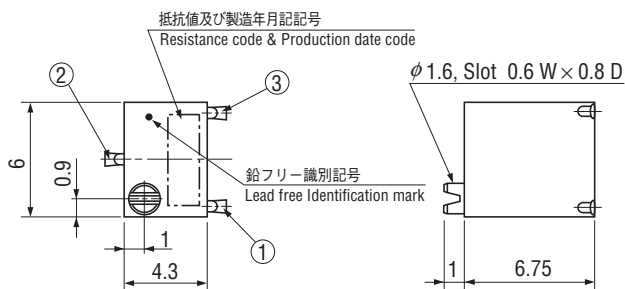 抵抗値及び製造年月記記号
Resistance code & Production date code
φ 1.6, Slot 0.6 W × 0.8 D
②
③
6
0.9
鉛フリー識別記号
Lead free Identification mark
①
1
4.3
1
6.75